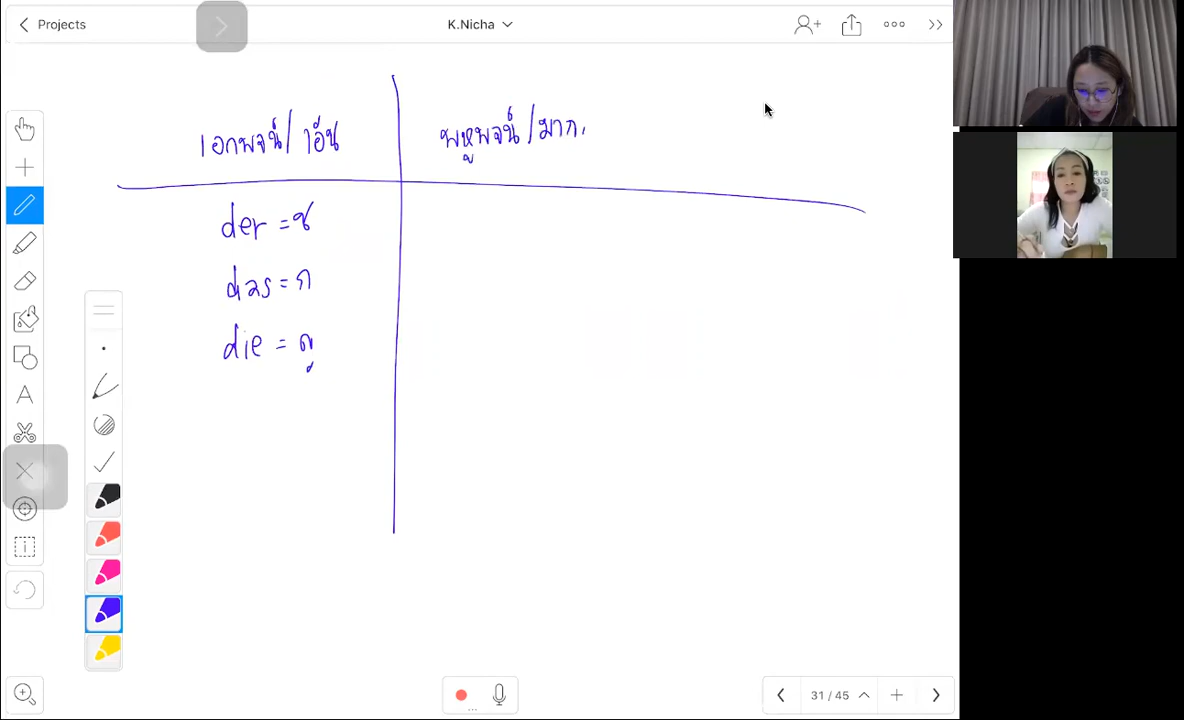 Projects
K.Nicha
เอกพจน์/1อัน
พหูพจน์/มาก.
der = ช
das = ก
die = ญ
31 / 45